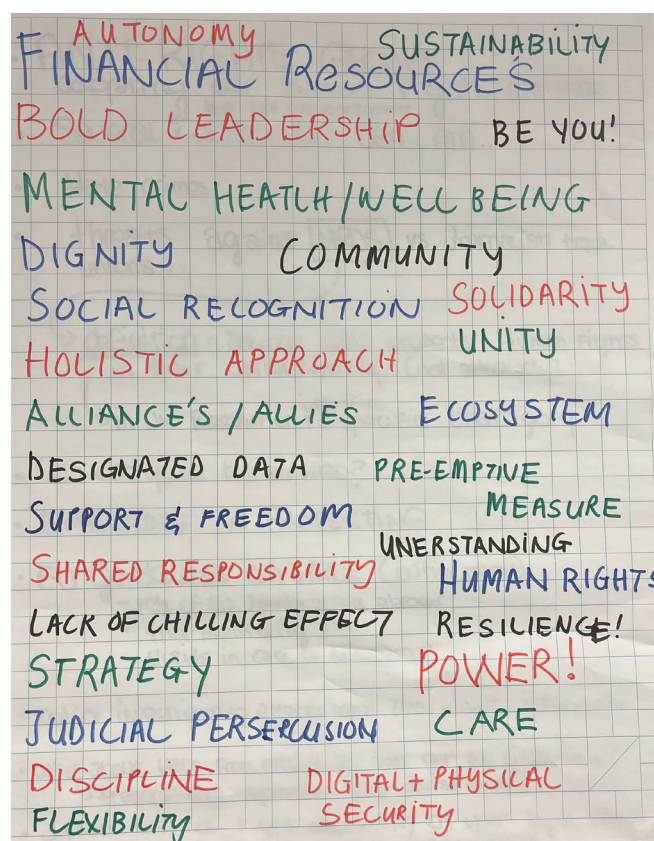 AUTONOMY
SUSTAINABILITY
FINANCIAL RESOURCES
BOLD LEADERSHIP
BE YOU!
MENTAL HEATLH/WELL BEING
DIGNITY
COMMUNITY
SOCIAL RECOGNITION
SOLIDARITY
UNITY
HOLISTIC APPROACH
ALLIANCE'S / ALLIES
ECOSYSTEM
DESIGNATED DATA
PRE-EMPTIVE
MEASURE
SUPPORT & FREEDOM
UNERSTANDING
SHARED RESPONSIBILITY
HUMAN RIGHTS
LACK OF CHILLING EFFECT
RESILIENCE!
STRATEGY
POWER!
JUDICIAL PERSERCUSION
CARE
DISCIPLINE
DIGITAL + PHYSICAL
SECURITY
FLEXIBILITY